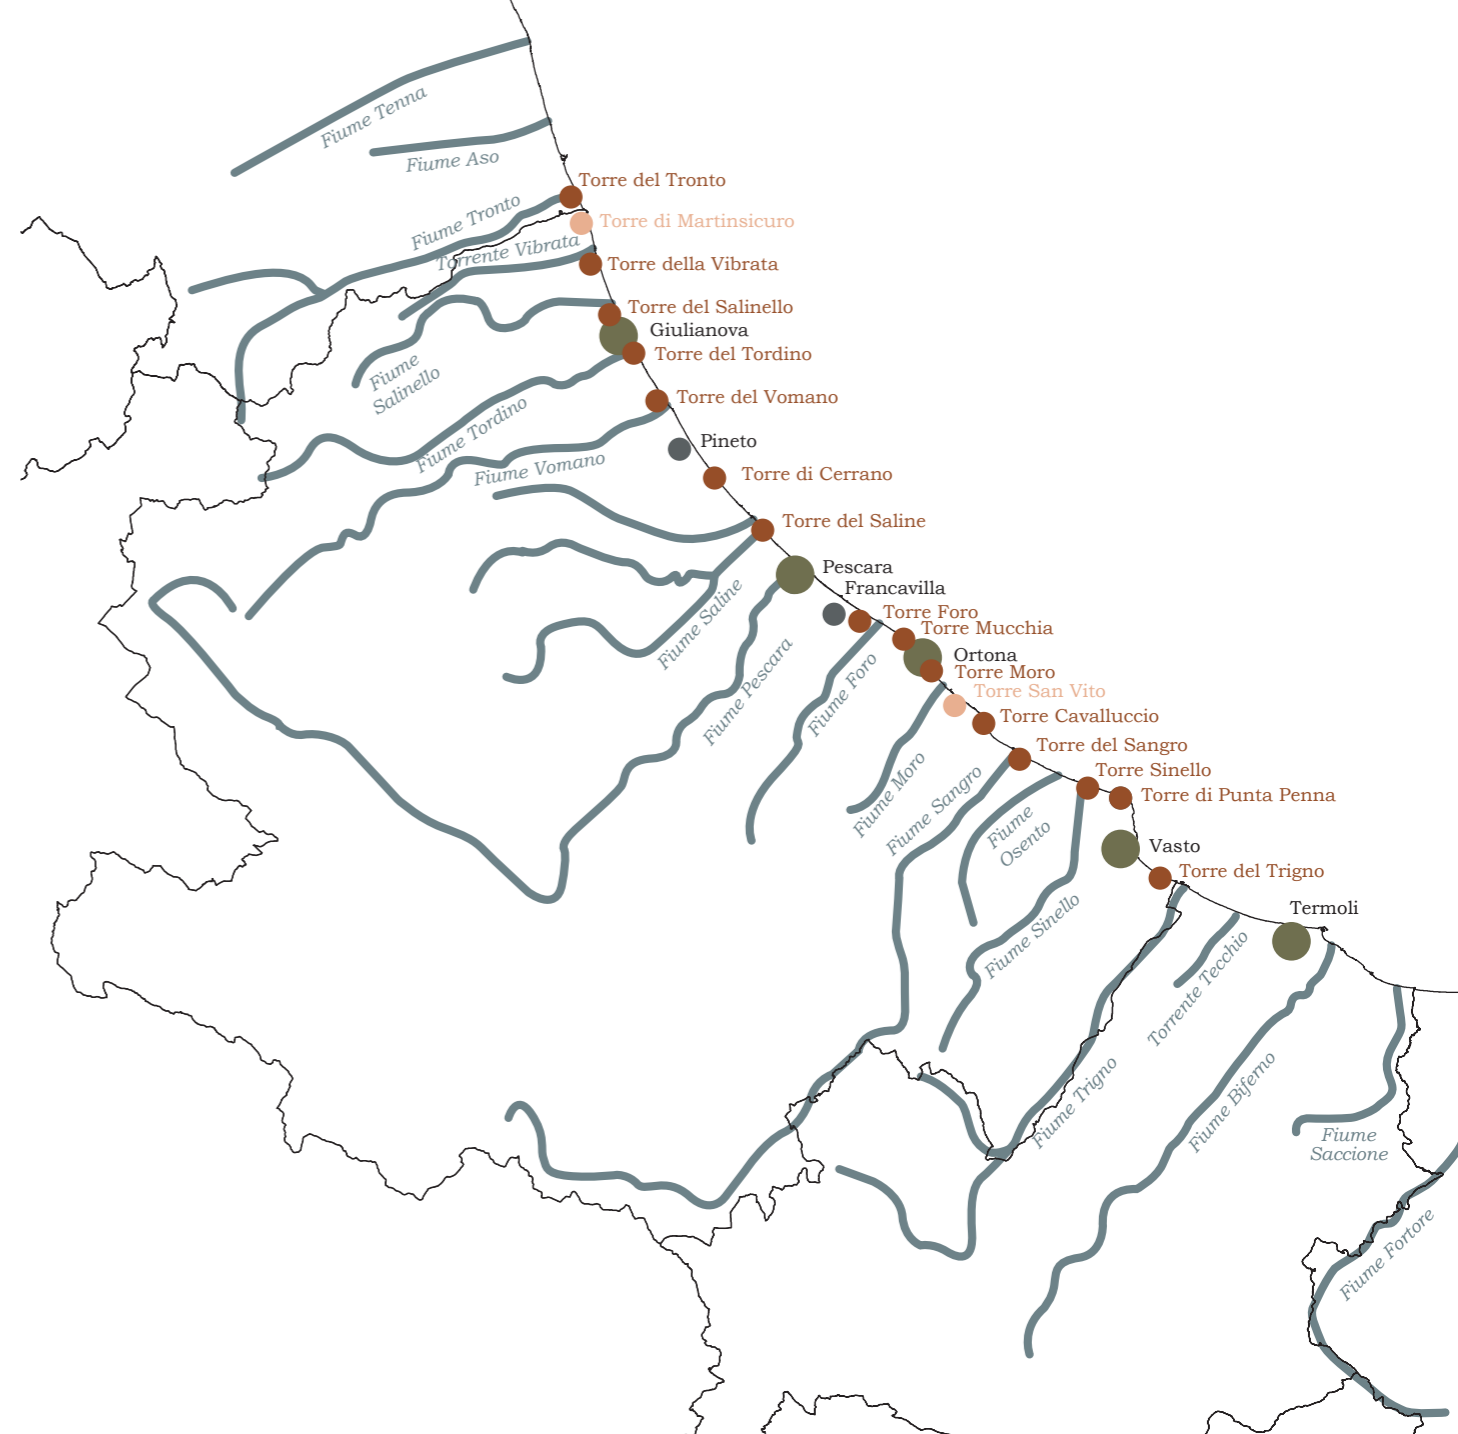 Fiume Tenna
Fiume Aso
Torre del Tronto
Fiume Tronto
Torre di Martinsicuro
Torrente Vibrata
Torre della Vibrata
Torre del Salinello
Giulianova
Torre del Tordino
Fiume
Salinello
Torre del Vomano
Fiume Tordino
Pineto
Fiume Vomano
Torre di Cerrano
Torre del Saline
Pescara
Francavilla
Torre Foro
Torre Mucchia
Fiume Saline
Ortona
Torre Moro
Fiume Pescara
Fiume Foro
Torre San Vito
Torre Cavalluccio
Torre del Sangro
Torre Sinello
Torre di Punta Penna
Fiume Moro
Fiume Sangro
Fiume
Osento
Vasto
Torre del Trigno
Termoli
Fiume Sinello
Torrente Tecchio
Fiume Trigno
Fiume Biferno
Fiume
Saccione
Fiume Fortore